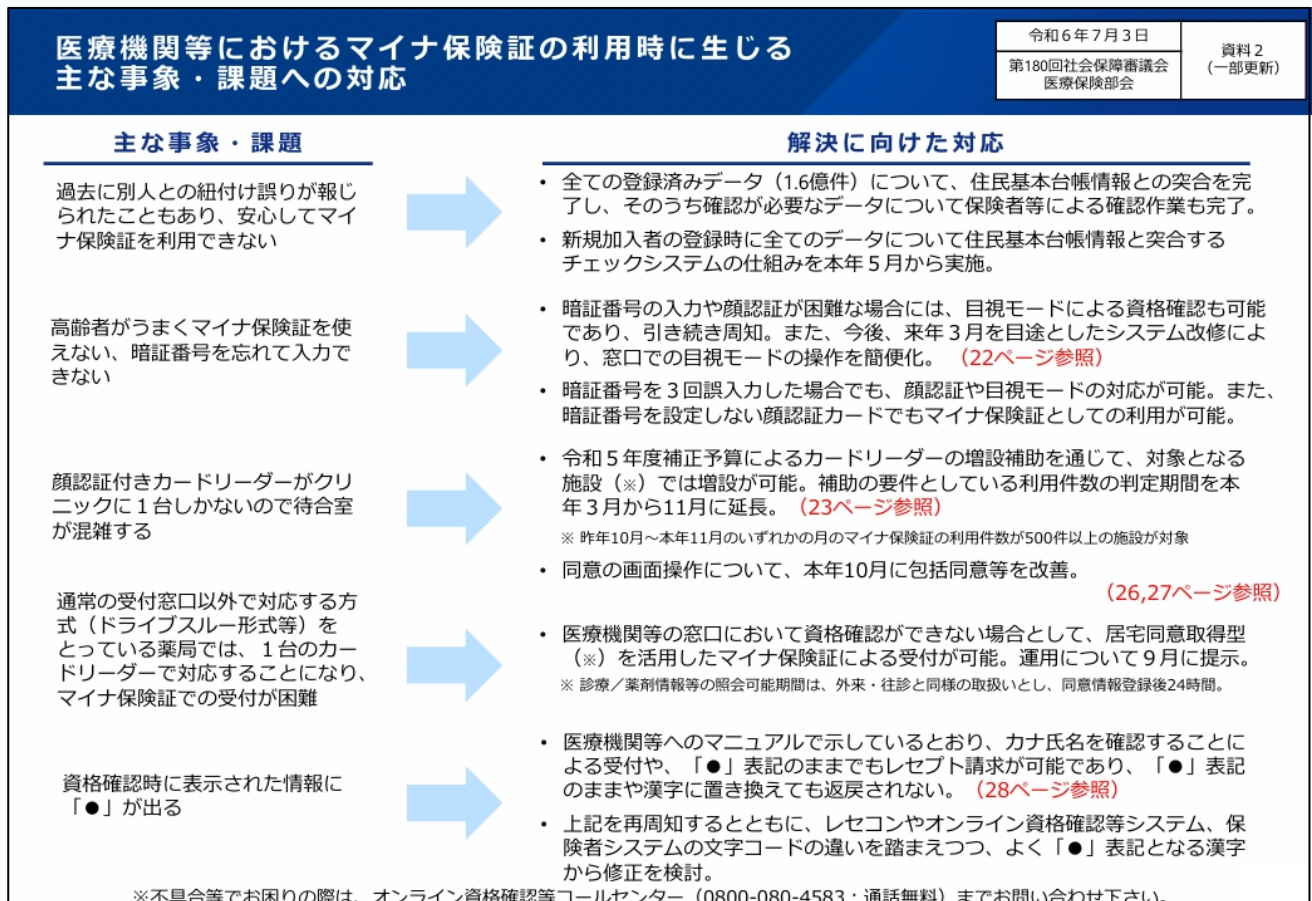 医療機関等におけるマイナ保険証の利用時に生じる
主な事象・課題への対応
令和６年７月３日
第180回社会保障審議会
医療保険部会
資料２
（一部更新）
主な事象・課題
解決に向けた対応
過去に別人との紐付け誤りが報じ
られたこともあり、安心してマイ
ナ保険証を利用できない
• 全ての登録済みデータ（1.6億件）について、住民基本台帳情報との突合を完
了し、そのうち確認が必要なデータについて保険者等による確認作業も完了。
• 新規加入者の登録時に全てのデータについて住民基本台帳情報と突合する
チェックシステムの仕組みを本年５月から実施。
高齢者がうまくマイナ保険証を使
えない、暗証番号を忘れて入力で
きない
• 暗証番号の入力や顔認証が困難な場合には、目視モードによる資格確認も可能
であり、引き続き周知。また、今後、来年３月を目途としたシステム改修によ
り、窓口での目視モードの操作を簡便化。（22ページ参照）
• 暗証番号を３回誤入力した場合でも、顔認証や目視モードの対応が可能。また、
暗証番号を設定しない顔認証カードでもマイナ保険証としての利用が可能。
顔認証付きカードリーダーがクリ
ニックに１台しかないので待合室
が混雑する
• 令和５年度補正予算によるカードリーダーの増設補助を通じて、対象となる
施設（※）では増設が可能。補助の要件としている利用件数の判定期間を本
年３月から11月に延長。（23ページ参照）
※ 昨年10月～本年11月のいずれかの月のマイナ保険証の利用件数が500件以上の施設が対象
• 同意の画面操作について、本年10月に包括同意等を改善。
（26,27ページ参照）
通常の受付窓口以外で対応する方
式（ドライブスルー形式等）を
とっている薬局では、１台のカー
ドリーダーで対応することになり、
マイナ保険証での受付が困難
• 医療機関等の窓口において資格確認ができない場合として、居宅同意取得型
（※）を活用したマイナ保険証による受付が可能。運用について９月に提示。
※ 診療／薬剤情報等の照会可能期間は、外来・往診と同様の取扱いとし、同意情報登録後24時間。
資格確認時に表示された情報に
「●」が出る
• 医療機関等へのマニュアルで示しているとおり、カナ氏名を確認することに
よる受付や、「●」表記のままでもレセプト請求が可能であり、「●」表記
のままや漢字に置き換えても返戻されない。（28ページ参照）
• 上記を再周知するとともに、レセコンやオンライン資格確認等システム、保
険者システムの文字コードの違いを踏まえつつ、よく「●」表記となる漢字
から修正を検討。
※不具合等でお困りの際は、オンライン資格確認等コールセンター（0800-080-4583：通話無料）までお問い合わせ下さい。